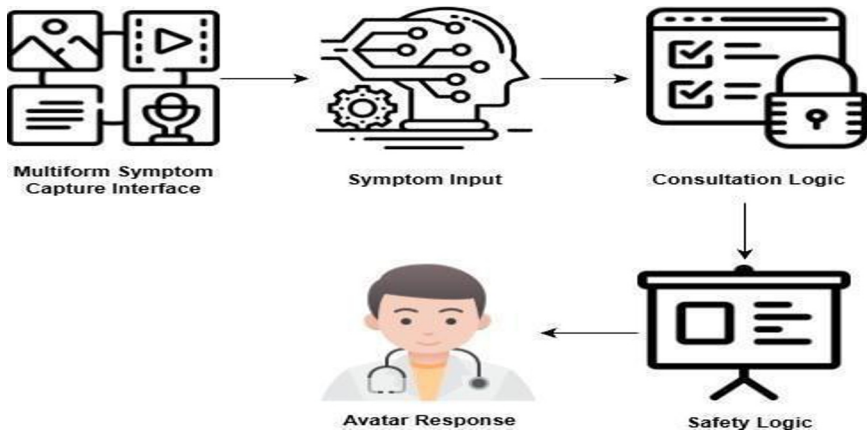 Multiform Symptom
Capture Interface
Symptom Input
Consultation Logic
Avatar Response
Safety Logic